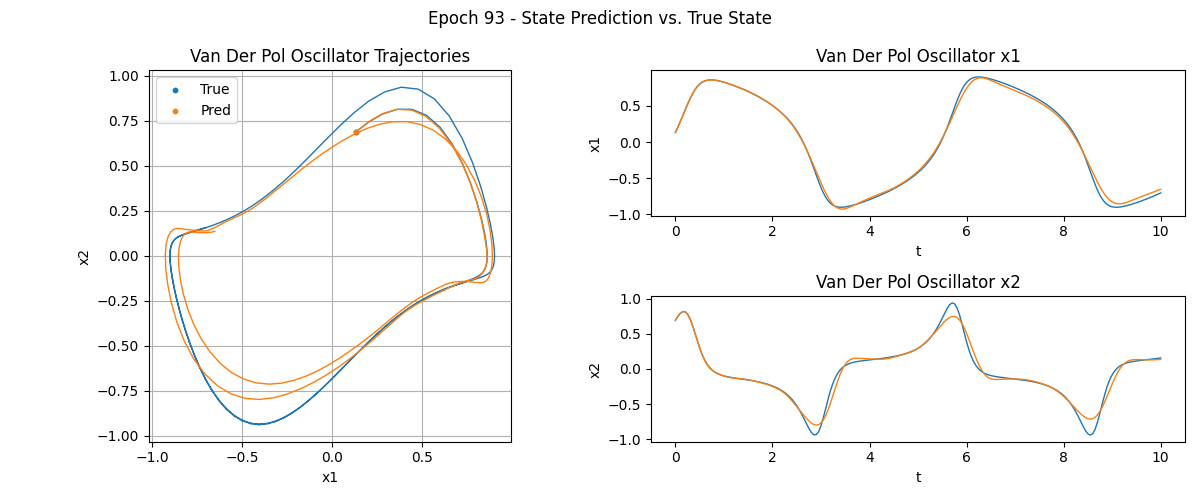 Epoch 93 - State Prediction vs. True State
Van Der Pol Oscillator Trajectories
True
Pred
1.00
0.75
0.50
0.25
0.00
−0.25
−0.50
−0.75
−1.00
x2
−1.0 −0.5 0.0 0.5
x1
Van Der Pol Oscillator x1
0.5
0.0
−0.5
−1.0
x1
0 2 4 6 8 10
t
Van Der Pol Oscillator x2
1.0
0.5
0.0
−0.5
−1.0
x2
0 2 4 6 8 10
t